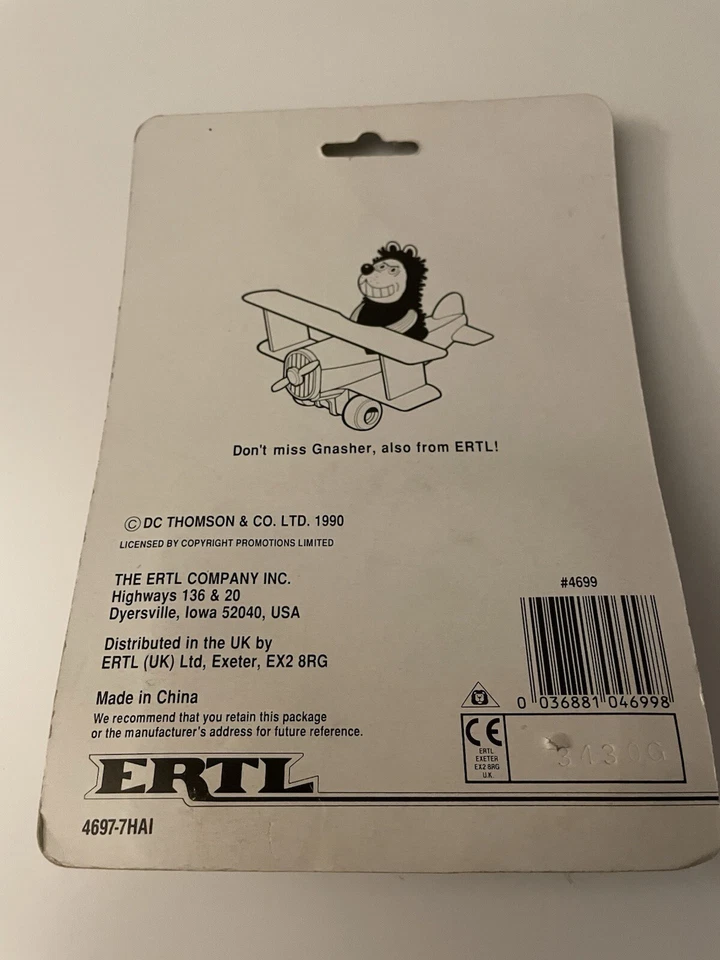 Don't miss Gnasher, also from ERTL!
© DC THOMSON & CO. LTD. 1990
LICENSED BY COPYRIGHT PROMOTIONS LIMITED
THE ERTL COMPANY INC.
Highways 136 & 20
Dyersville, Iowa 52040, USA
Distributed in the UK by
ERTL (UK) Ltd, Exeter, EX2 8RG
Made in China
We recommend that you retain this package
or the manufacturer's address for future reference.
ERTL
4697-7HAI
#4699
0 036881 046998
CE
ERTL
EXETER
EX2 8RG
U.K.